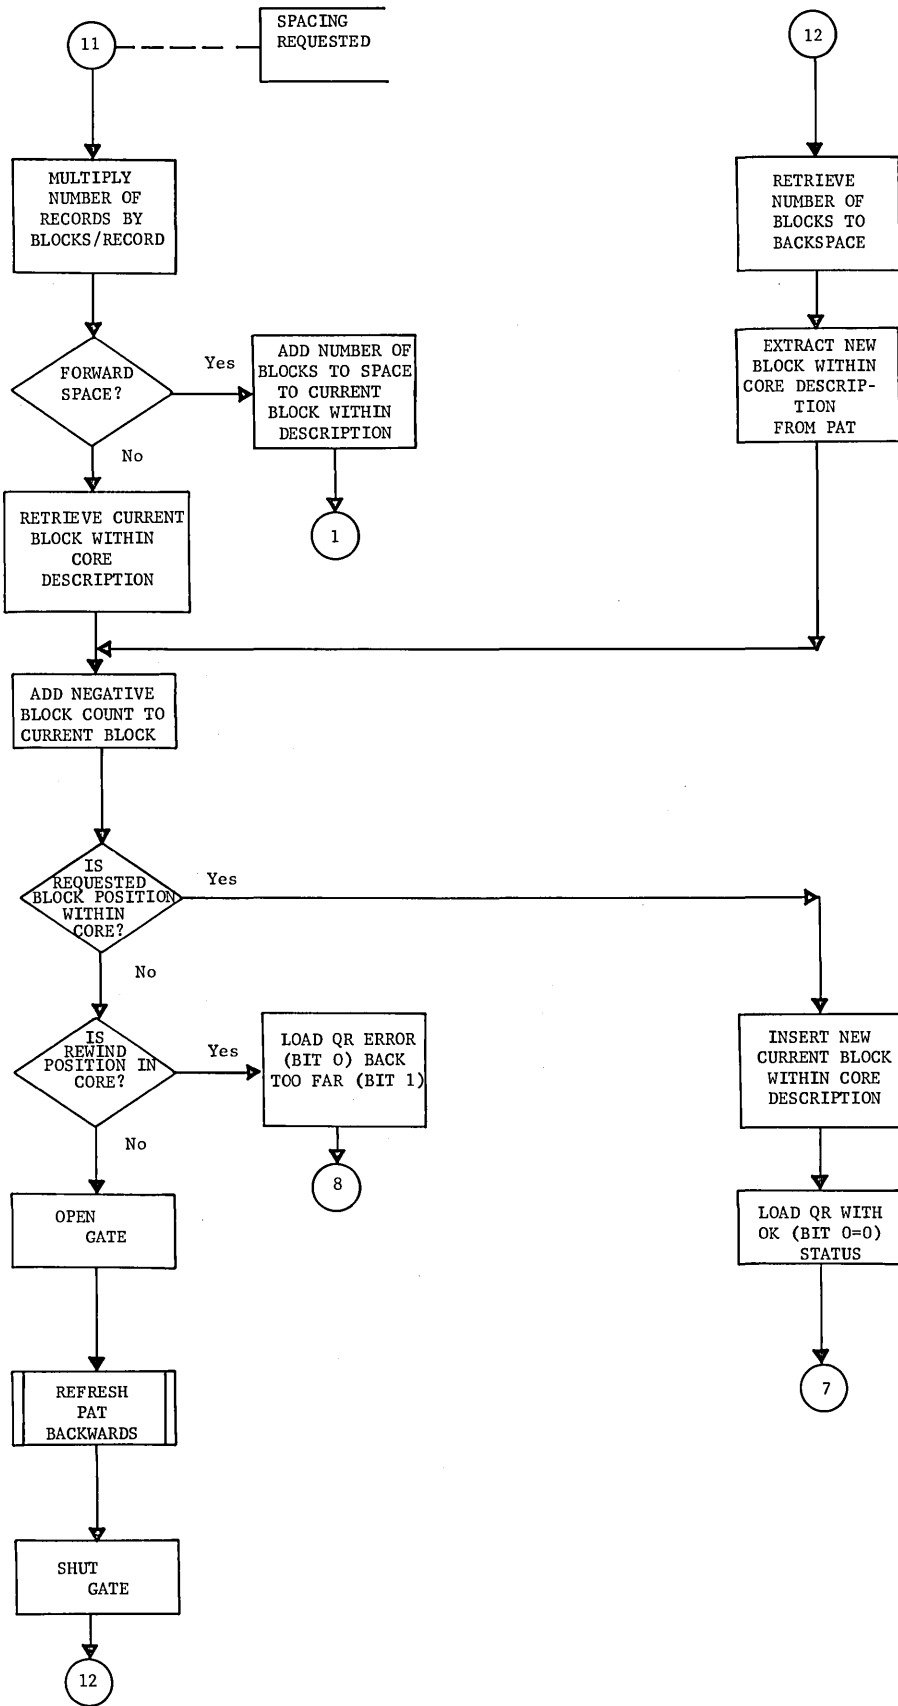 11
SPACING
REQUESTED
12
MULTIPLY
NUMBER OF
RECORDS BY
BLOCKS/RECORD
RETRIEVE
NUMBER OF
BLOCKS TO
BACKSPACE
FORWARD
SPACE?
Yes
No
ADD NUMBER OF
BLOCKS TO SPACE
TO CURRENT
BLOCK WITHIN
DESCRIPTION
1
EXTRACT NEW
BLOCK WITHIN
CORE DESCRIP-
TION
FROM PAT
RETRIEVE CURRENT
BLOCK WITHIN
CORE
DESCRIPTION
ADD NEGATIVE
BLOCK COUNT TO
CURRENT BLOCK
IS
REQUESTED
BLOCK POSITION
WITHIN
CORE?
Yes
No
IS
REWIND
POSITION IN
CORE?
Yes
No
LOAD QR ERROR
(BIT 0) BACK
TOO FAR (BIT 1)
8
INSERT NEW
CURRENT BLOCK
WITHIN CORE
DESCRIPTION
LOAD QR WITH
OK (BIT 0=0)
STATUS
7
OPEN
GATE
REFRESH
PAT
BACKWARDS
SHUT
GATE
12